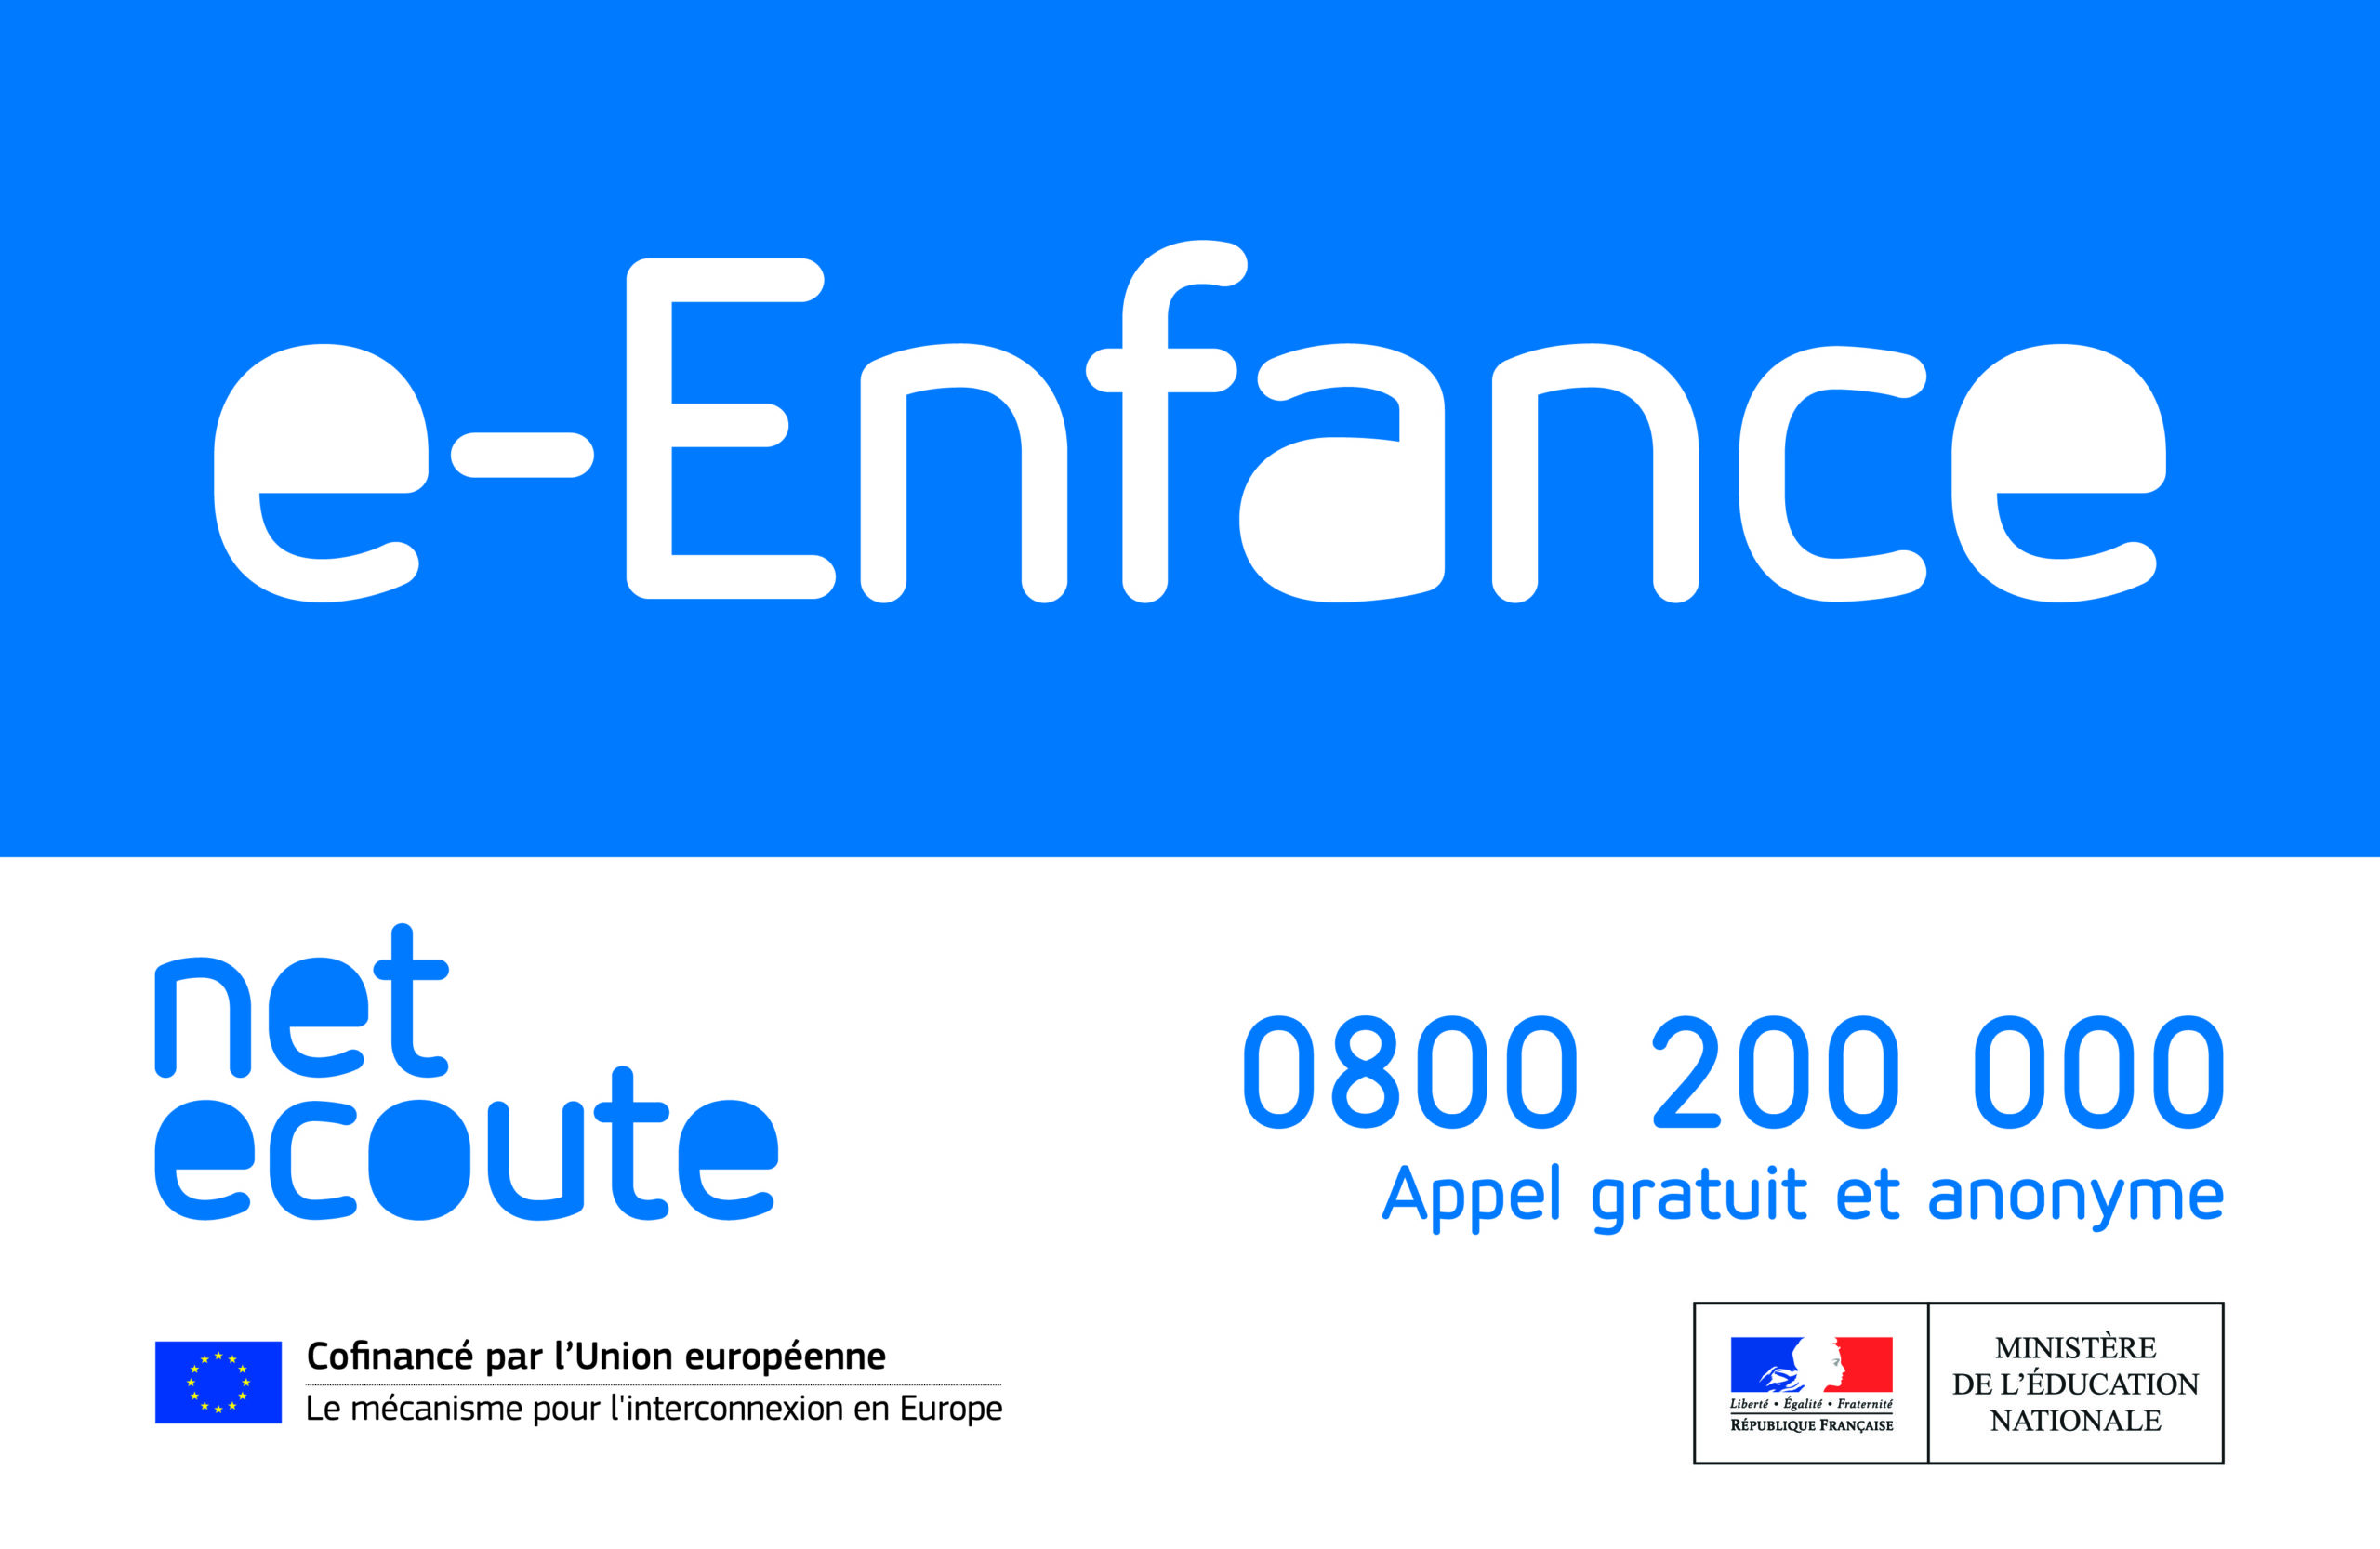 e-Enfance
net
ecoute
0800 200 000
Appel gratuit et anonyme
Cofinancé par l’Union européenne
Le mécanisme pour l'interconnexion en Europe
Liberté • Égalité • Fraternité
RÉPUBLIQUE FRANÇAISE
MINISTÈRE
DE L’ÉDUCATION
NATIONALE